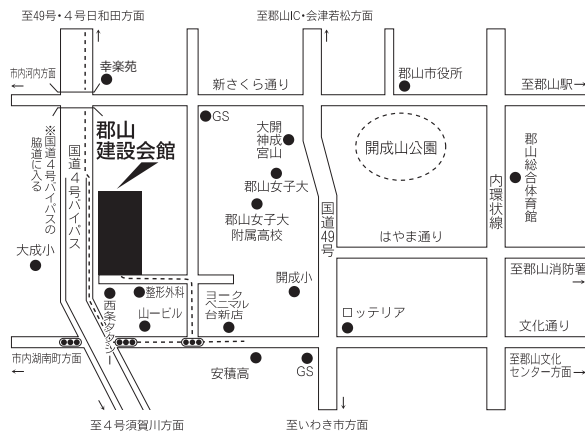 至49号・4号日和田方面
至郡山IC・会津若松方面
市内河内方面
幸楽苑
新さくら通り
郡山市役所
至郡山駅
GS
郡山
建設会館
大開
神成
宮山
開成山公園
郡山総合体育館
※国道4号バイパスの
脇道に入る
国道4号バイパス
郡山女子大
郡山女子大
附属高校
国道49号
内環状線
はやま通り
大成小
至郡山消防署
整形外科
開成小
西条タクシー
山一ビル
ヨーク
ベニマル
台新店
ロッテリア
文化通り
市内湖南町方面
安積高
GS
至郡山文化
センター方面
至4号須賀川方面
至いわき市方面